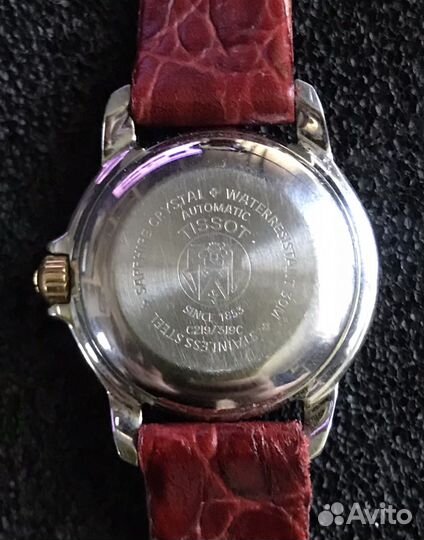 SAPPHIRE CRYSTAL + WATERRESISTANT 30M + STAINLESS STEEL +
AUTOMATIC
TISSOT
SINCE 1853
C219/319C
Avito